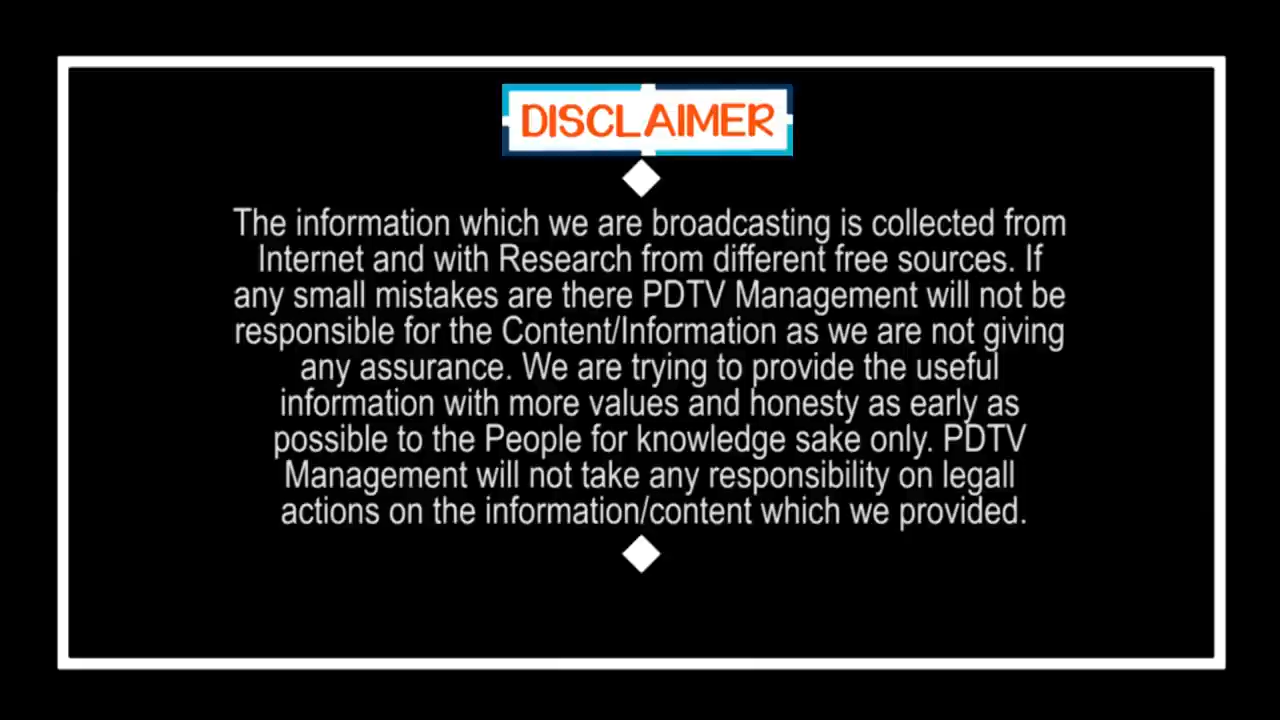 DISCLAIMER
The information which we are broadcasting is collected from
Internet and with Research from different free sources. If
any small mistakes are there PDTV Management will not be
responsible for the Content/Information as we are not giving
any assurance. We are trying to provide the useful
information with more values and honesty as early as
possible to the People for knowledge sake only. PDTV
Management will not take any responsibility on legall
actions on the information/content which we provided.